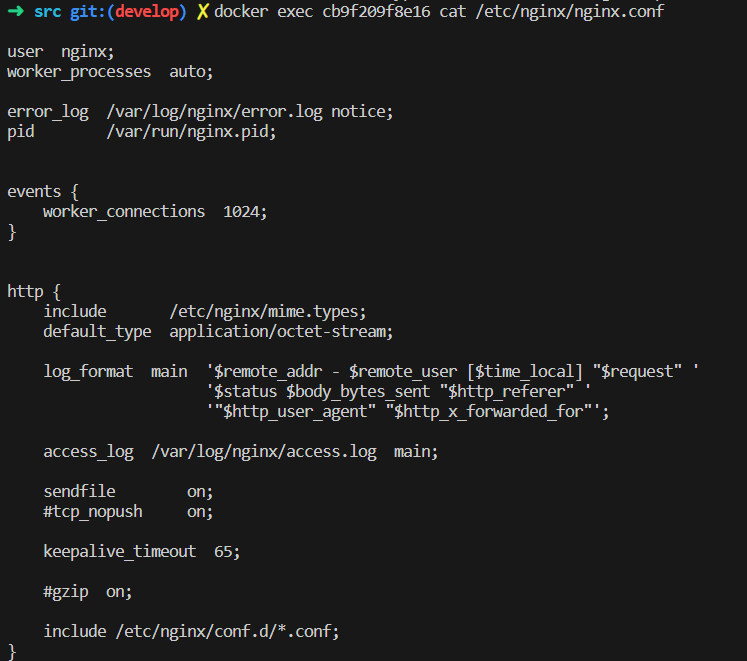 → src git:(develop) ✗ docker exec cb9f209f8e16 cat /etc/nginx/nginx.conf
user  nginx;
worker_processes  auto;
error_log  /var/log/nginx/error.log notice;
pid        /var/run/nginx.pid;
events {
    worker_connections  1024;
}
http {
    include       /etc/nginx/mime.types;
    default_type  application/octet-stream;
    log_format  main  '$remote_addr - $remote_user [$time_local] "$request" '
                      '$status $body_bytes_sent "$http_referer" '
                      '"$http_user_agent" "$http_x_forwarded_for"';
    access_log  /var/log/nginx/access.log  main;
    sendfile        on;
    #tcp_nopush     on;
    keepalive_timeout  65;
    #gzip  on;
    include /etc/nginx/conf.d/*.conf;
}